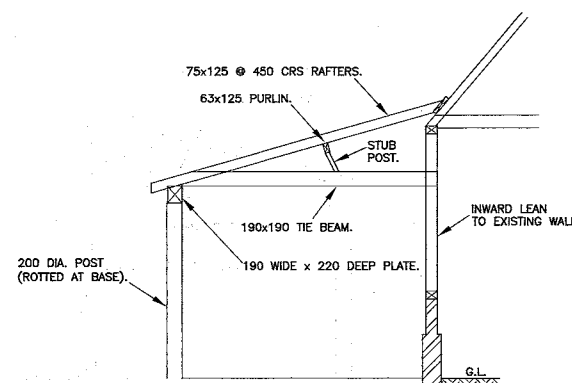 75x125 @ 450 CRS RAFTERS.
63x125 PURLIN.
STUB
POST.
190x190 TIE BEAM.
INWARD LEAN
TO EXISTING WALL
200 DIA. POST
(ROTTED AT BASE).
190 WIDE x 220 DEEP PLATE.
G.L.